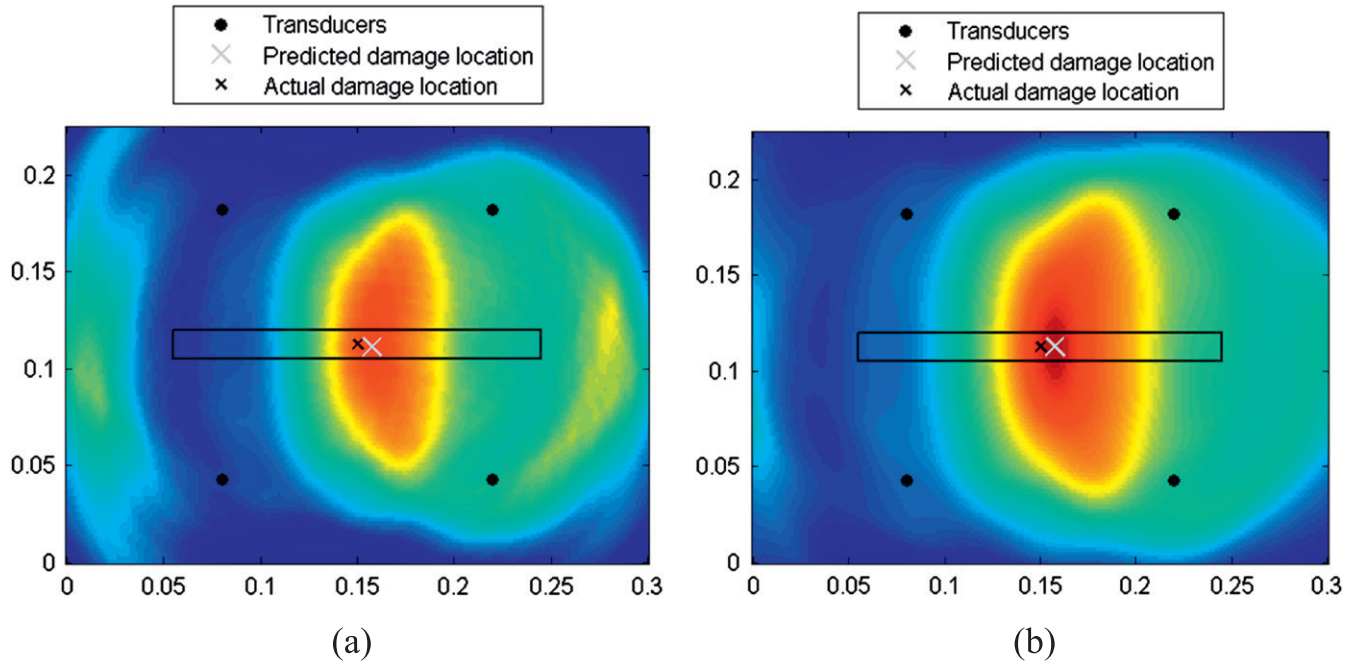 Transducers
Predicted damage location
Actual damage location
0.2
0.15
0.1
0.05
0
0 0.05 0.1 0.15 0.2 0.25 0.3
(a)
Transducers
Predicted damage location
Actual damage location
0.2
0.15
0.1
0.05
0
0 0.05 0.1 0.15 0.2 0.25 0.3
(b)